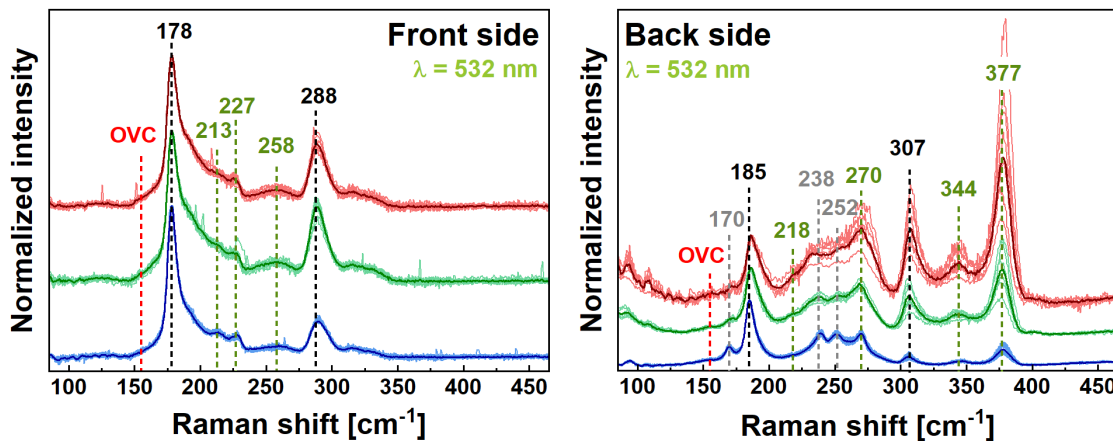 Normalized intensity
Front side
λ = 532 nm
178
OVC
213
227
258
288
100 150 200 250 300 350 400 450
Raman shift [cm⁻¹]
Normalized intensity
Back side
λ = 532 nm
OVC
170
185
218
238
252
270
307
344
377
100 150 200 250 300 350 400 450
Raman shift [cm⁻¹]